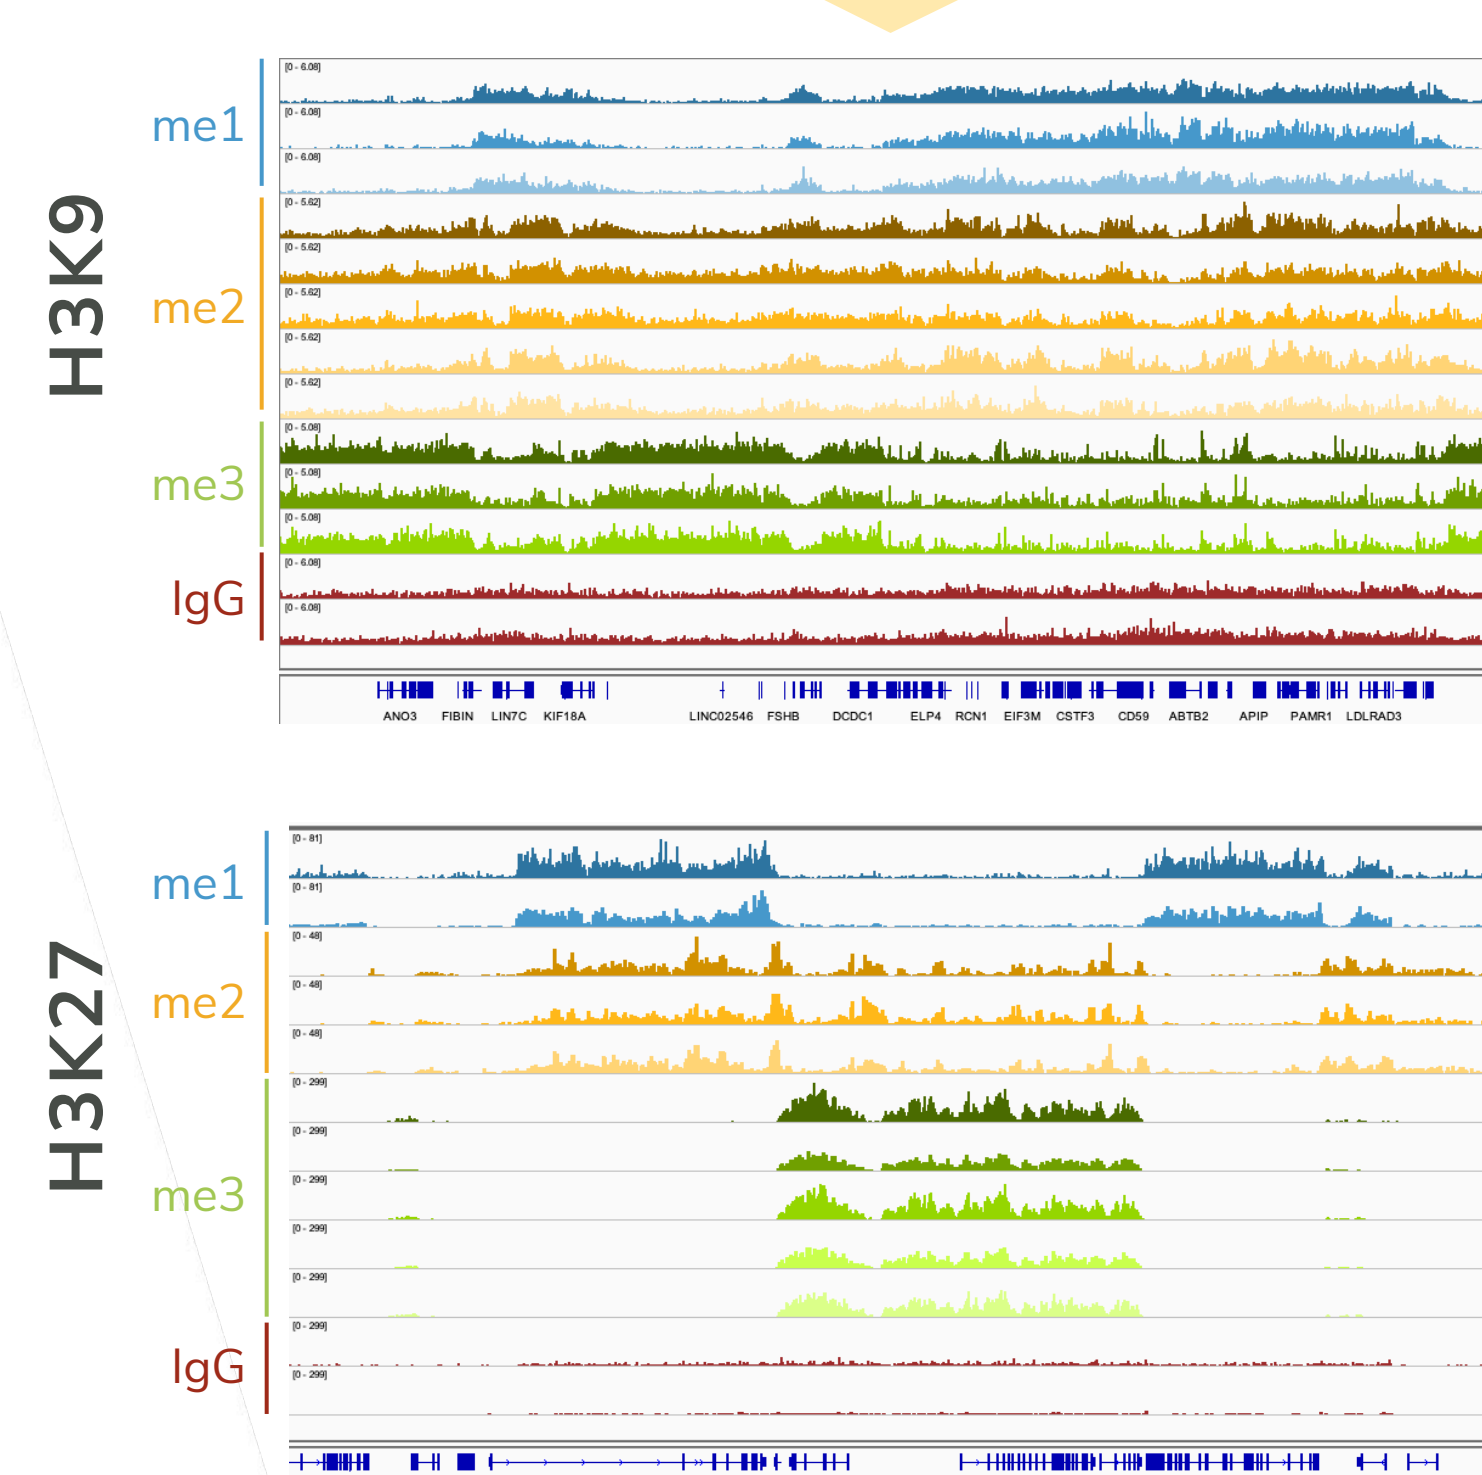 H3K9
me1
[0 - 6.08]
[0 - 6.08]
[0 - 6.08]
me2
[0 - 5.62]
[0 - 5.62]
[0 - 5.62]
[0 - 5.62]
[0 - 5.62]
me3
[0 - 5.08]
[0 - 5.08]
[0 - 5.08]
IgG
[0 - 6.08]
[0 - 6.08]
ANO3 FIBIN LIN7C KIF18A LINC02546 FSHB DCDC1 ELP4 RCN1 EIF3M CSTF3 CD59 ABTB2 APIP PAMR1 LDLRAD3
H3K27
me1
[0 - 81]
[0 - 81]
me2
[0 - 48]
[0 - 48]
[0 - 48]
me3
[0 - 299]
[0 - 299]
[0 - 299]
[0 - 299]
[0 - 299]
IgG
[0 - 299]
[0 - 299]